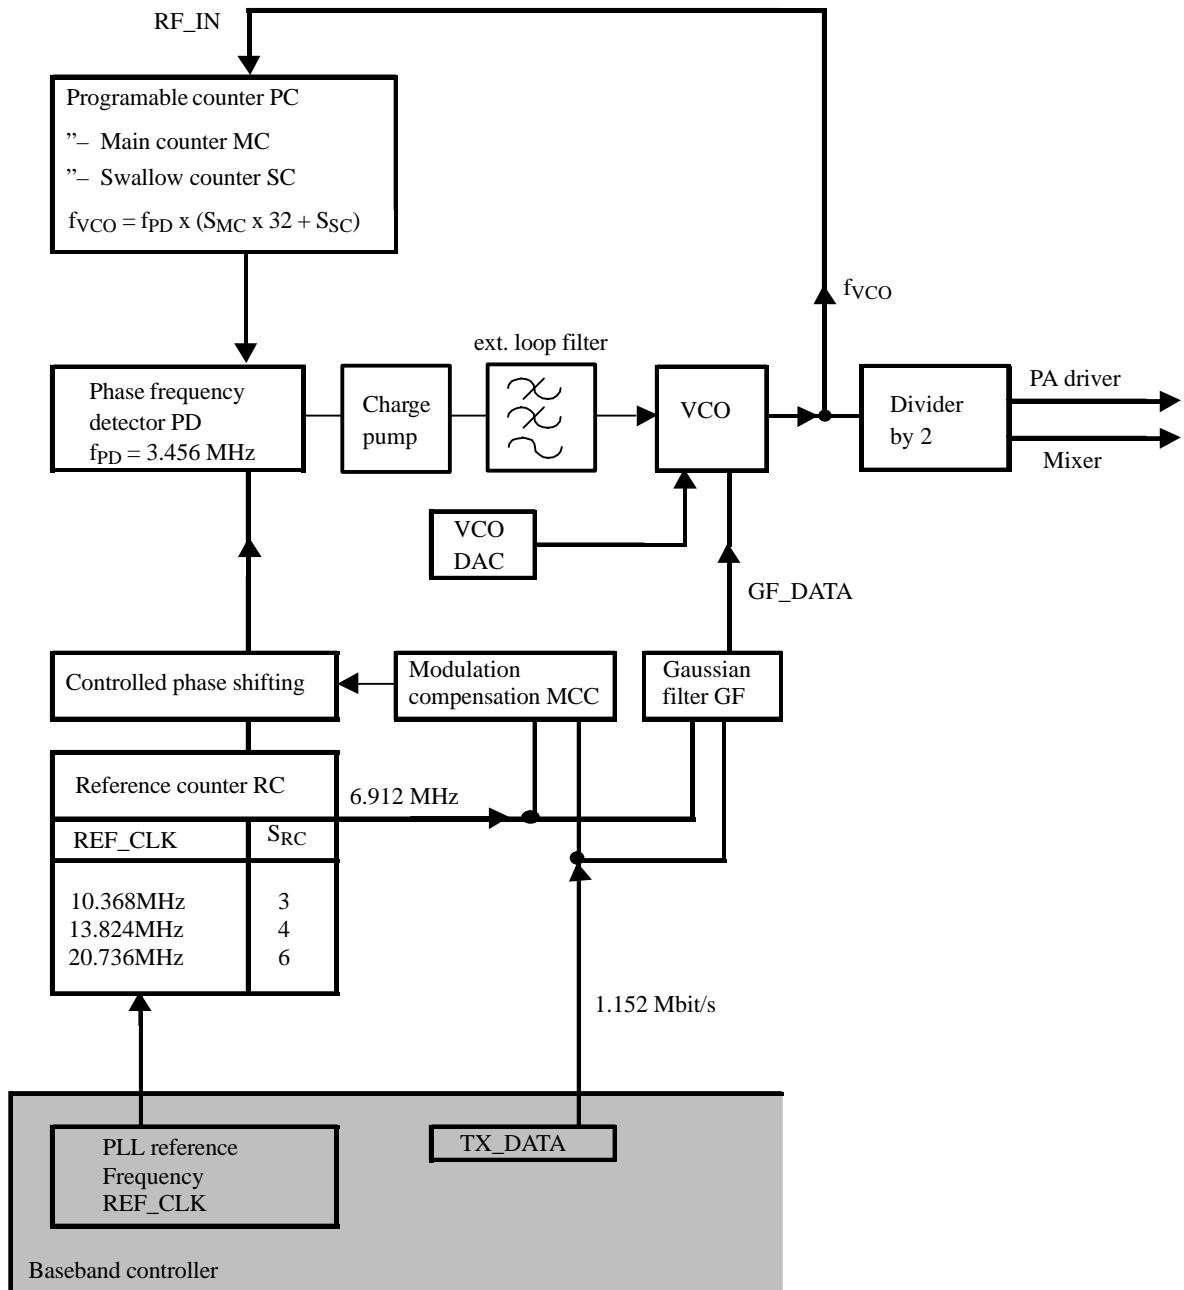 RF_IN
Programable counter PC
”– Main counter MC
”– Swallow counter SC
fVCO = fPD x (SMC x 32 + SSC)
fVCO
ext. loop filter
Phase frequency
detector PD
fPD = 3.456 MHz
Charge
pump
VCO
Divider
by 2
PA driver
Mixer
VCO
DAC
GF_DATA
Controlled phase shifting
Modulation
compensation MCC
Gaussian
filter GF
Reference counter RC
6.912 MHz
REF_CLK SRC
10.368MHz 3
13.824MHz 4
20.736MHz 6
1.152 Mbit/s
PLL reference
Frequency
REF_CLK
TX_DATA
Baseband controller